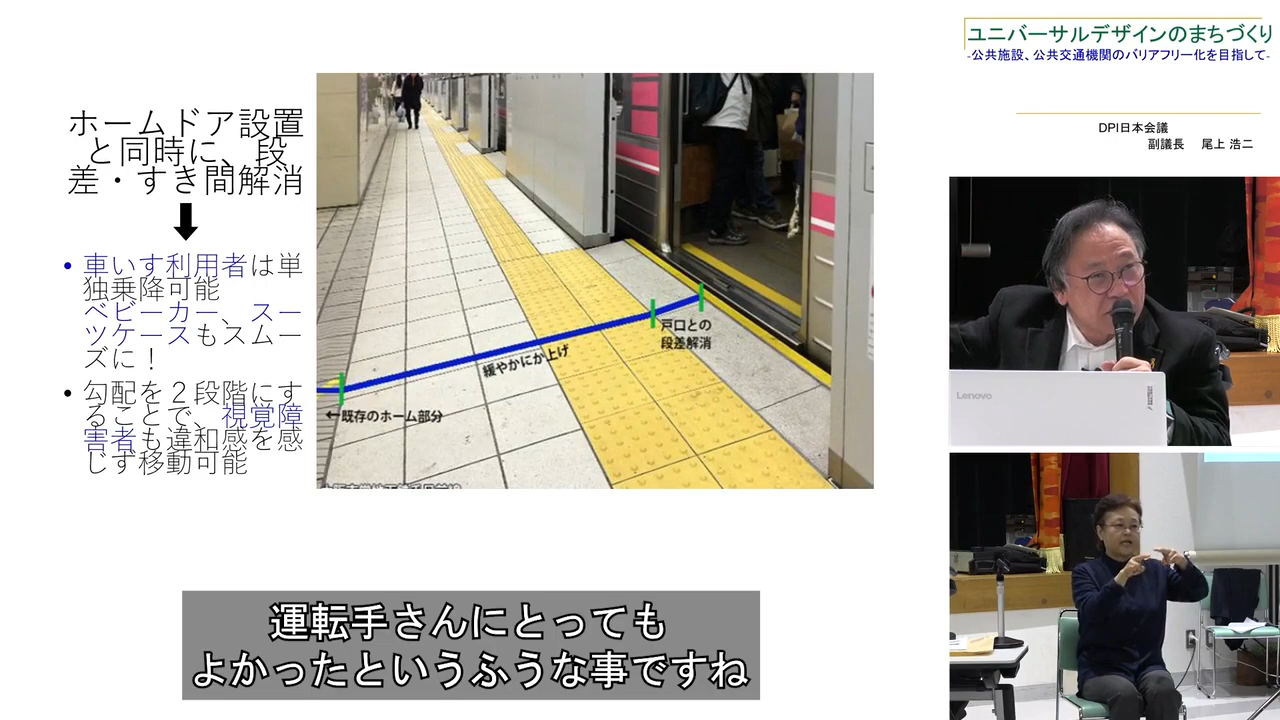 ユニバーサルデザインのまちづくり
-公共施設、公共交通機関のバリアフリー化を目指して-
DPI日本会議
副議長　尾上 浩二
ホームドア設置
と同時に、段
差・すき間解消
• 車いす利用者は単
独乗降可能
ベビーカー、スー
ツケースもスムー
ズに！
• 勾配を２段階にす
ることで、視覚障
害者も違和感を感
じず移動可能
戸口との
段差解消
緩やかにかさ上げ
←既存のホーム部分
Lenovo
運転手さんにとっても
よかったというふうな事ですね